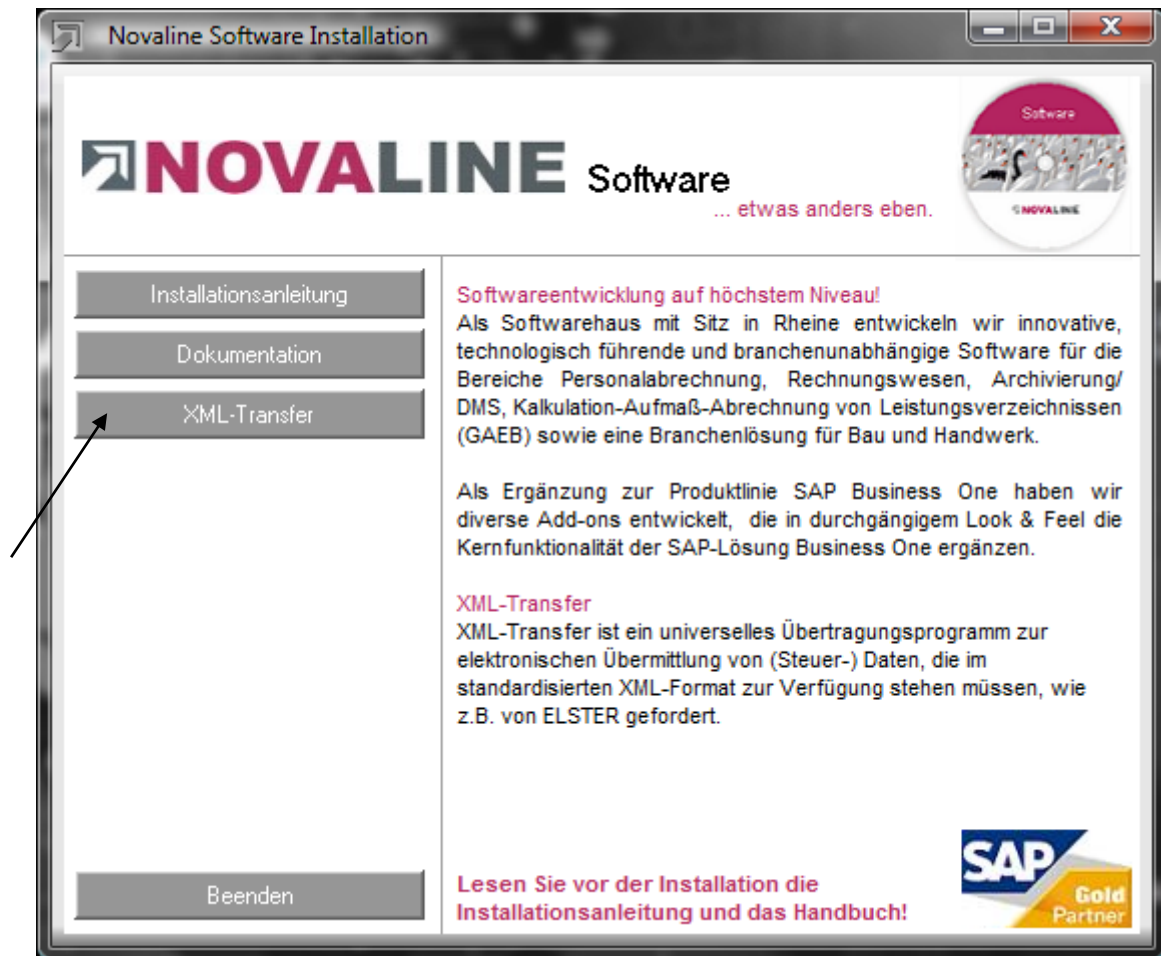 Novaline Software Installation
NOVALINE Software
... etwas anders eben.
Software
NOVALINE
Installationsanleitung
Dokumentation
XML-Transfer
Beenden
Softwareentwicklung auf höchstem Niveau!
Als Softwarehaus mit Sitz in Rheine entwickeln wir innovative,
technologisch führende und branchenunabhängige Software für die
Bereiche Personalabrechnung, Rechnungswesen, Archivierung/
DMS, Kalkulation-Aufmaß-Abrechnung von Leistungsverzeichnissen
(GAEB) sowie eine Branchenlösung für Bau und Handwerk.
Als Ergänzung zur Produktlinie SAP Business One haben wir
diverse Add-ons entwickelt, die in durchgängigem Look & Feel die
Kernfunktionalität der SAP-Lösung Business One ergänzen.
XML-Transfer
XML-Transfer ist ein universelles Übertragungsprogramm zur
elektronischen Übermittlung von (Steuer-) Daten, die im
standardisierten XML-Format zur Verfügung stehen müssen, wie
z.B. von ELSTER gefordert.
Lesen Sie vor der Installation die
Installationsanleitung und das Handbuch!
SAP
Gold
Partner